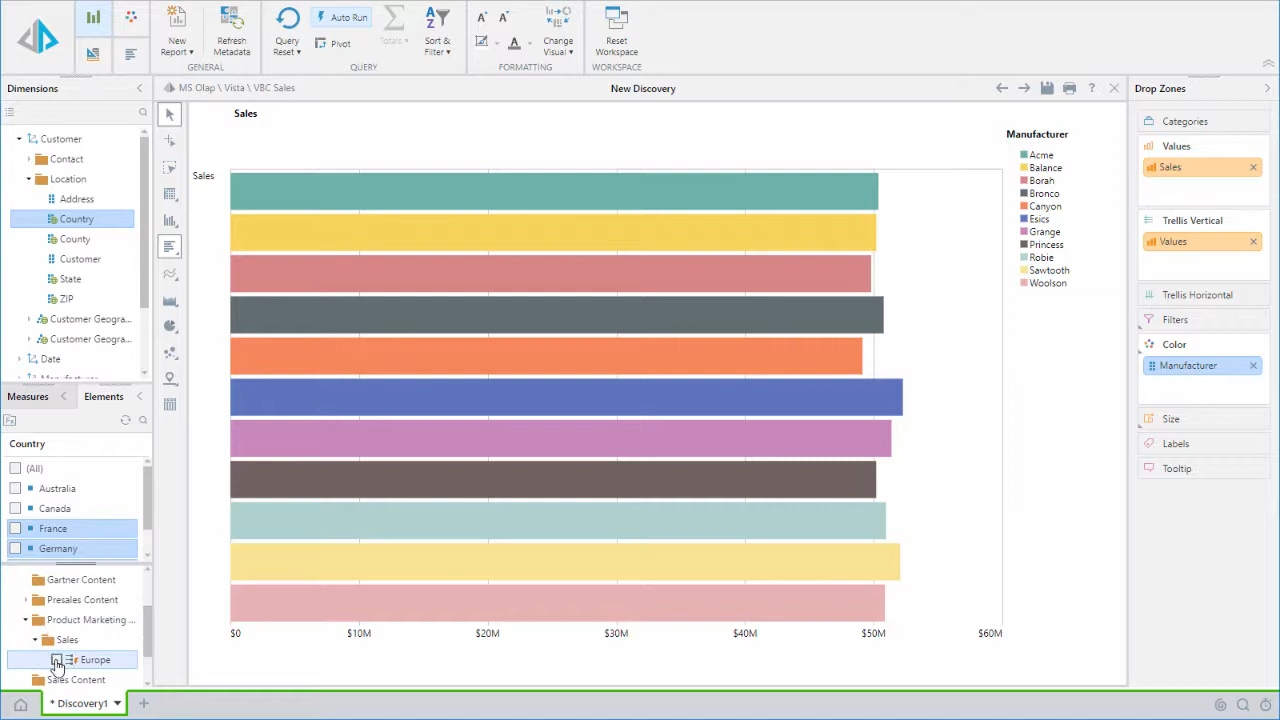 New
Report
Refresh
Metadata
GENERAL
Query
Reset
Auto Run
Pivot
Totals
Sort &
Filter
QUERY
A
A
A
Change
Visual
FORMATTING
Reset
Workspace
WORKSPACE
Dimensions
MS Olap \ Vista \ VBC Sales
New Discovery
Drop Zones
Customer
Contact
Location
Address
Country
County
Customer
State
ZIP
Customer Geogra...
Customer Geogra...
Date
Measures
Elements
Country
(All)
Australia
Canada
France
Germany
Gartner Content
Presales Content
Product Marketing ...
Sales
Europe
Sales Content
* Discovery1
Sales
Sales
$0
$10M
$20M
$30M
$40M
$50M
$60M
Manufacturer
Acme
Balance
Borah
Bronco
Canyon
Esics
Grange
Princess
Robie
Sawtooth
Woolson
Categories
Values
Sales
Trellis Vertical
Values
Trellis Horizontal
Filters
Color
Manufacturer
Size
Labels
Tooltip